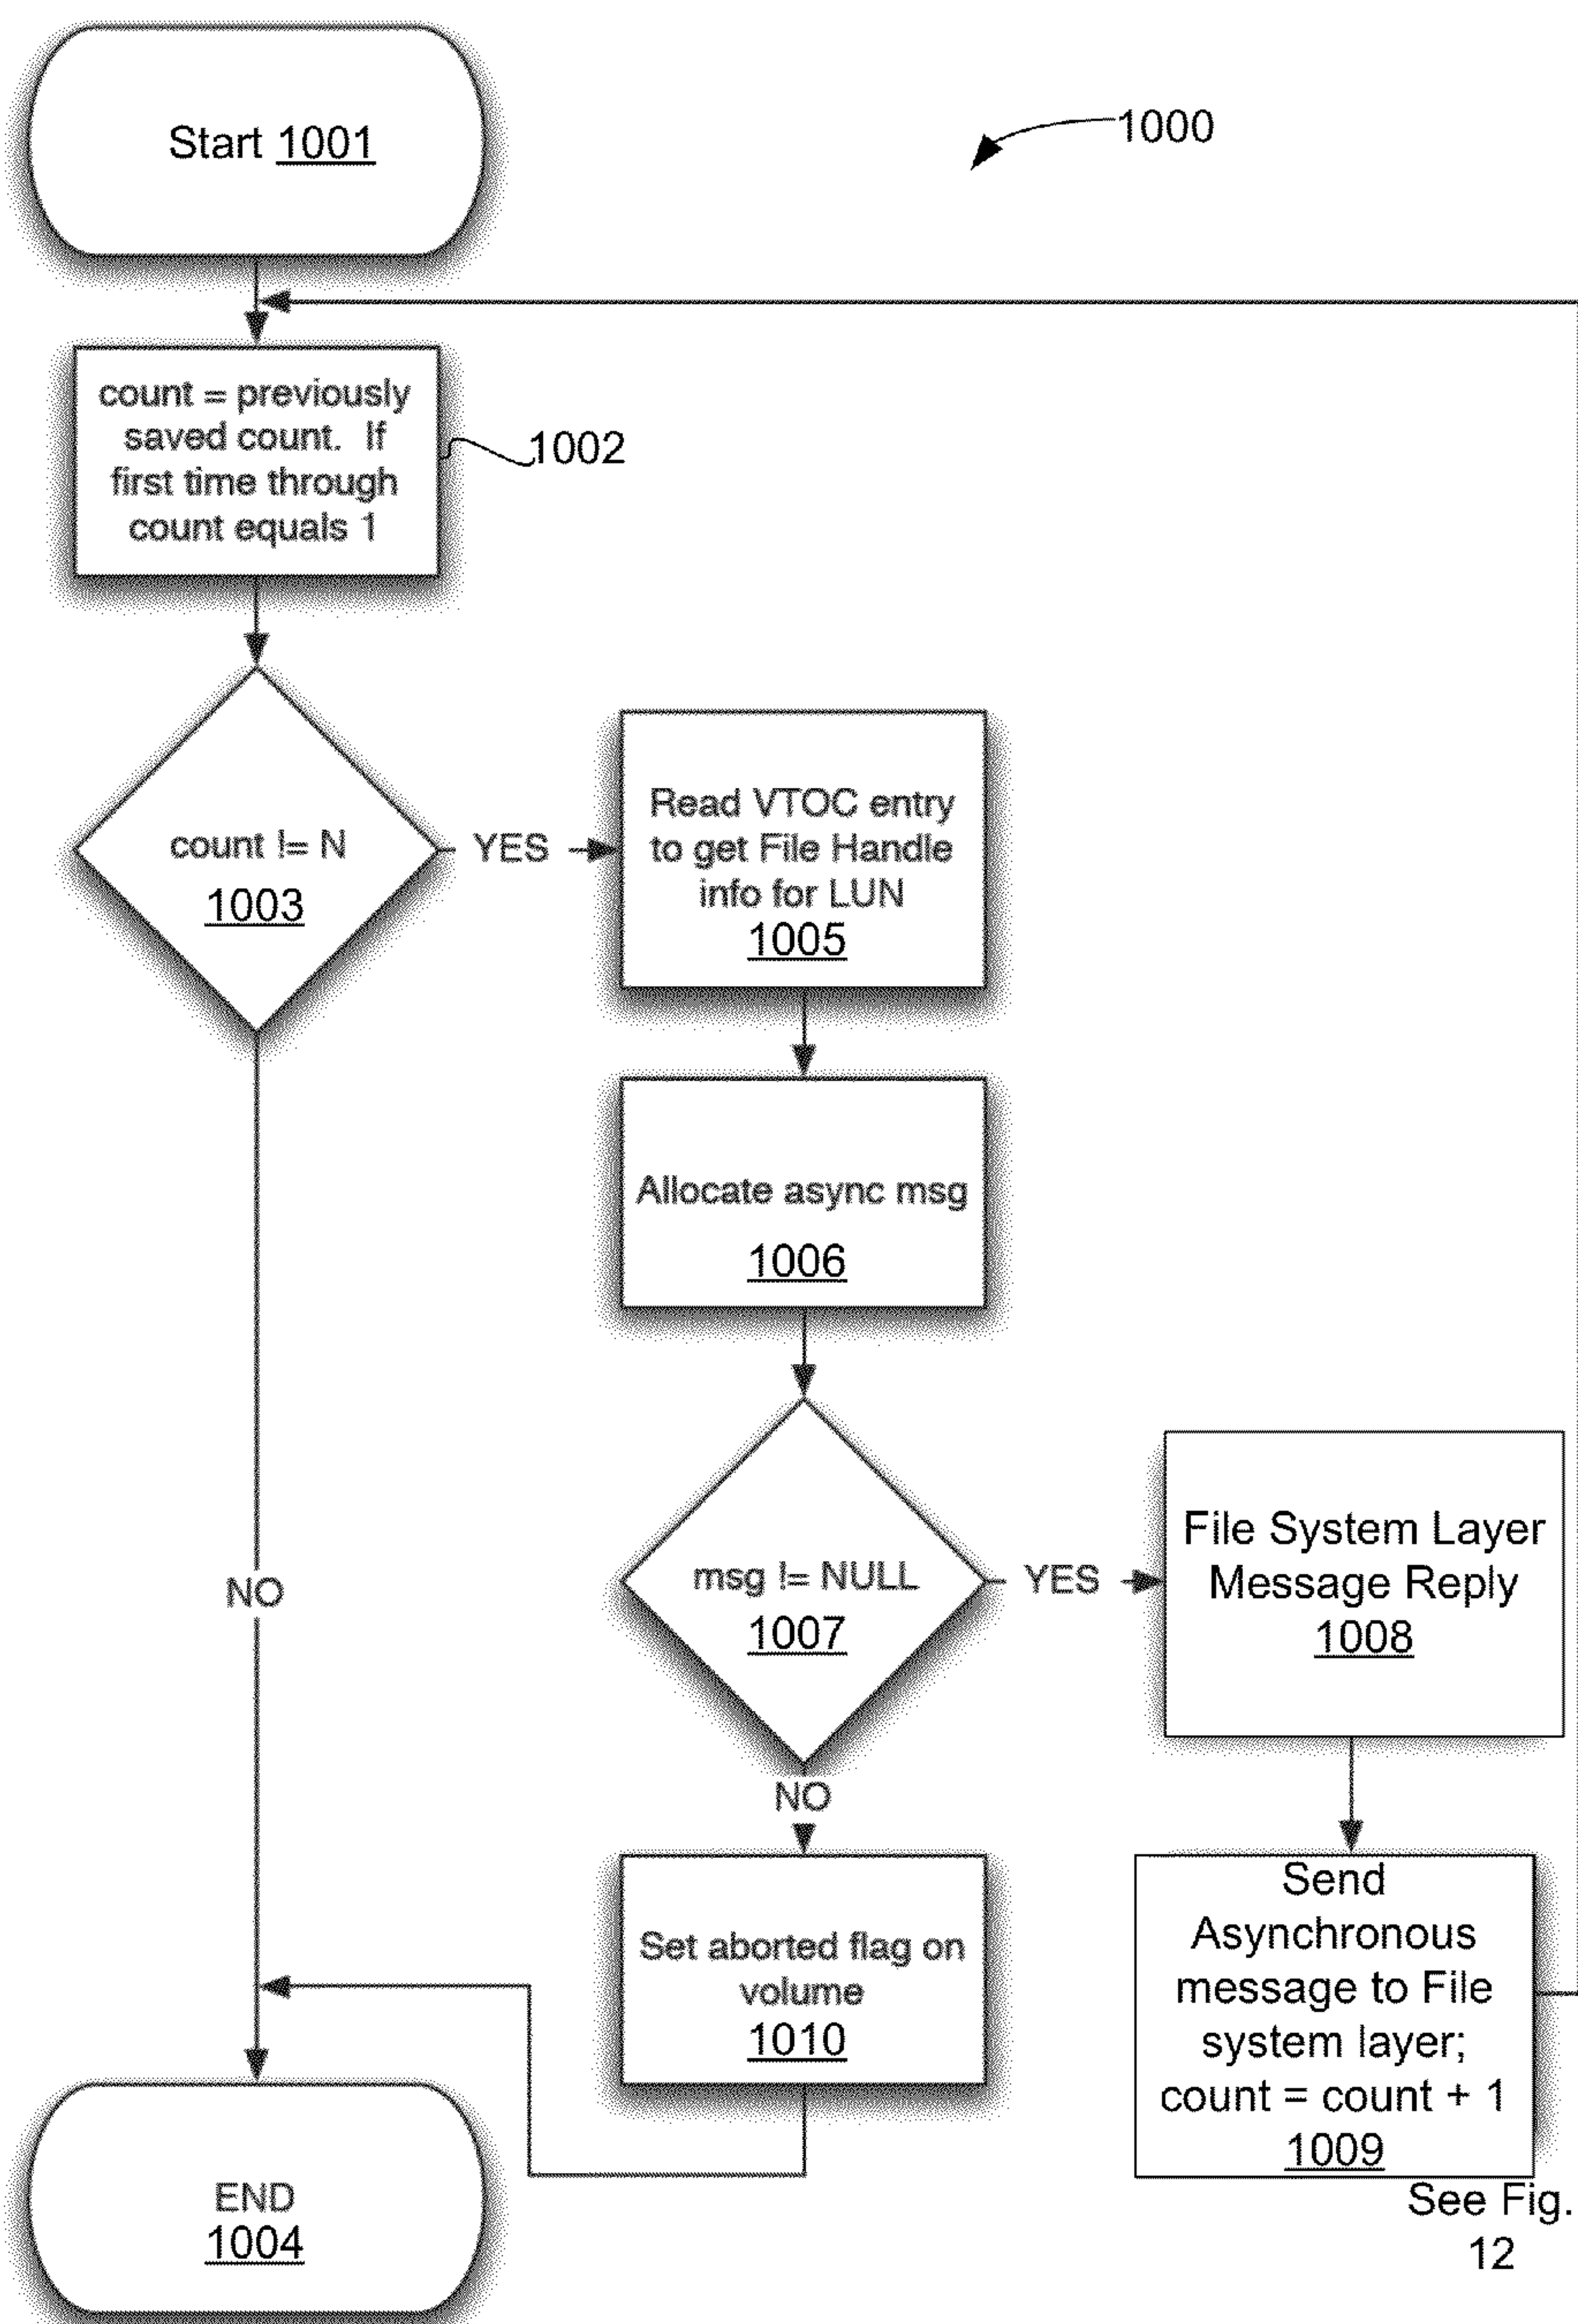 Start 1001
1000
count = previously
saved count. If
first time through
count equals 1
1002
count != N
1003
YES
Read VTOC entry
to get File Handle
info for LUN
1005
Allocate async msg
1006
msg != NULL
1007
YES
File System Layer
Message Reply
1008
NO
NO
Set aborted flag on
volume
1010
Send
Asynchronous
message to File
system layer;
count = count + 1
1009
See Fig.
12
END
1004